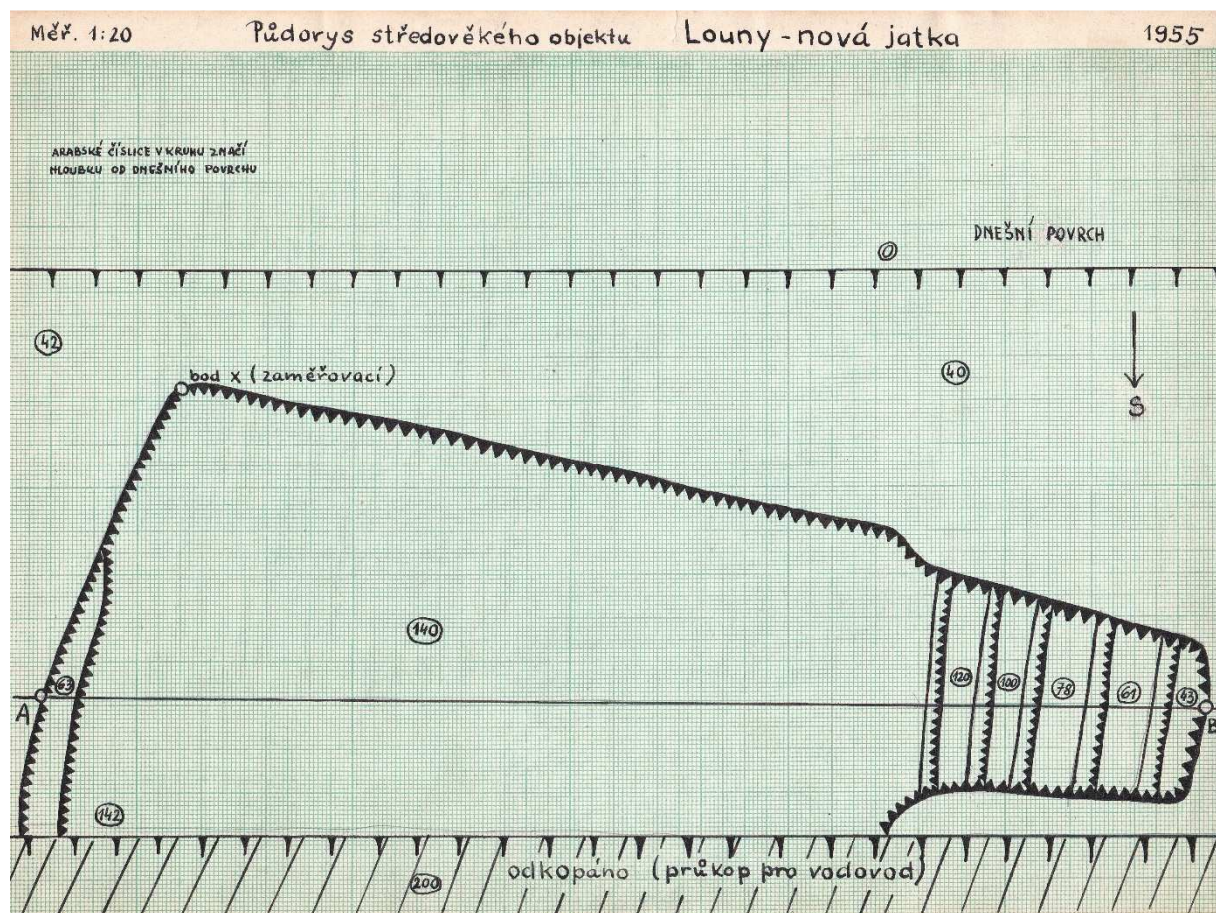 Měř. 1:20 Půdorys středověkého objektu Louny - nová jatka 1955
ARABSKÉ ČÍSLICE V KRUHU ZNAČÍ
HLOUBKU OD DNEŠNÍHO POVRCHU
DNEŠNÍ POVRCH
0
42
bod x (zaměřovací)
40
S
140
63
120
100
78
61
43
A
B
142
odkopáno (průkop pro vodovod)
200